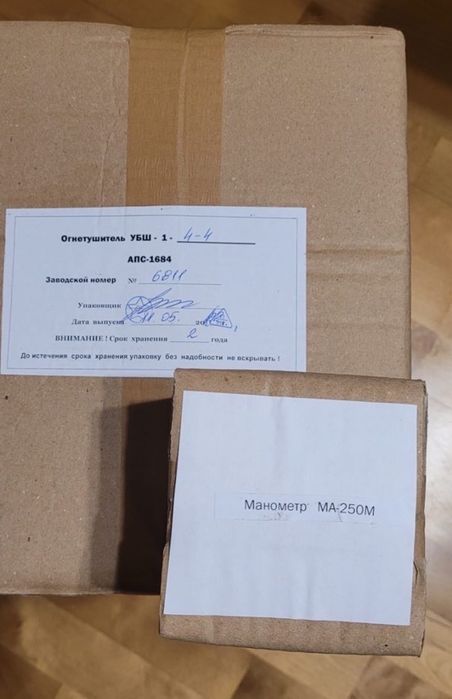 Огнетушитель УБШ - 1 - 4-4
АПС-1684
Заводской номер № 6811
Упаковщик
Дата выпуска 11 05. 20
ВНИМАНИЕ ! Срок хранения 2 года
До истечения срока хранения упаковку без надобности не вскрывать !
Манометр МА-250М